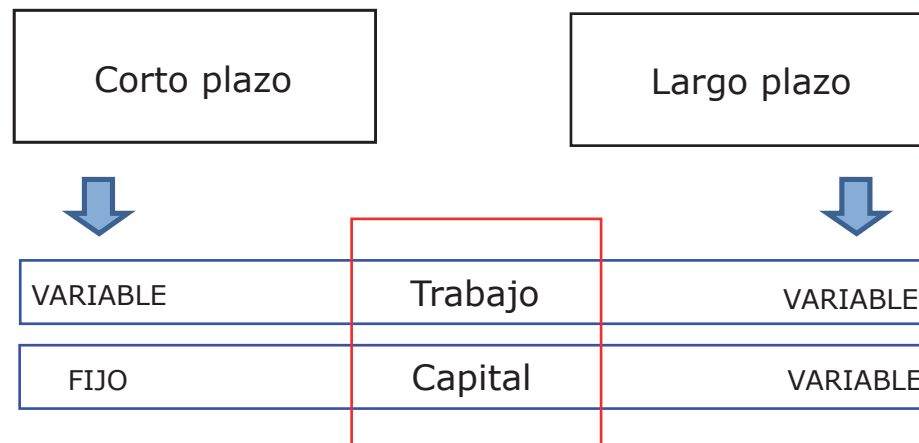 Corto plazo
Largo plazo
VARIABLE Trabajo VARIABLE
FIJO Capital VARIABLE